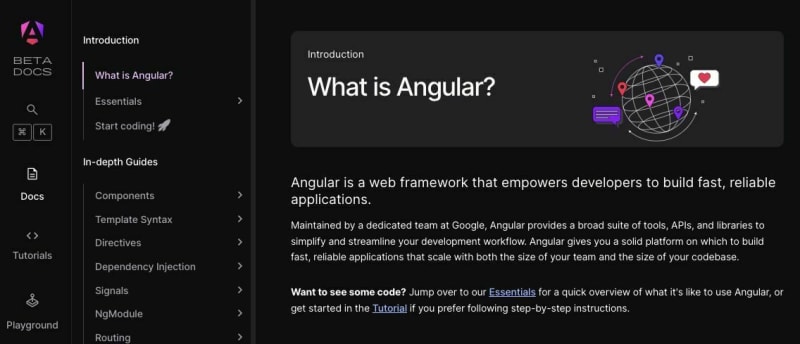 BETA
DOCS
⌘ K
Docs
Tutorials
Playground
Introduction
What is Angular?
Essentials
Start coding! 🚀
In-depth Guides
Components
Template Syntax
Directives
Dependency Injection
Signals
NgModule
Routing
Introduction
What is Angular?
Angular is a web framework that empowers developers to build fast, reliable
applications.
Maintained by a dedicated team at Google, Angular provides a broad suite of tools, APIs, and libraries to
simplify and streamline your development workflow. Angular gives you a solid platform on which to build
fast, reliable applications that scale with both the size of your team and the size of your codebase.
Want to see some code? Jump over to our Essentials for a quick overview of what it's like to use Angular, or
get started in the Tutorial if you prefer following step-by-step instructions.